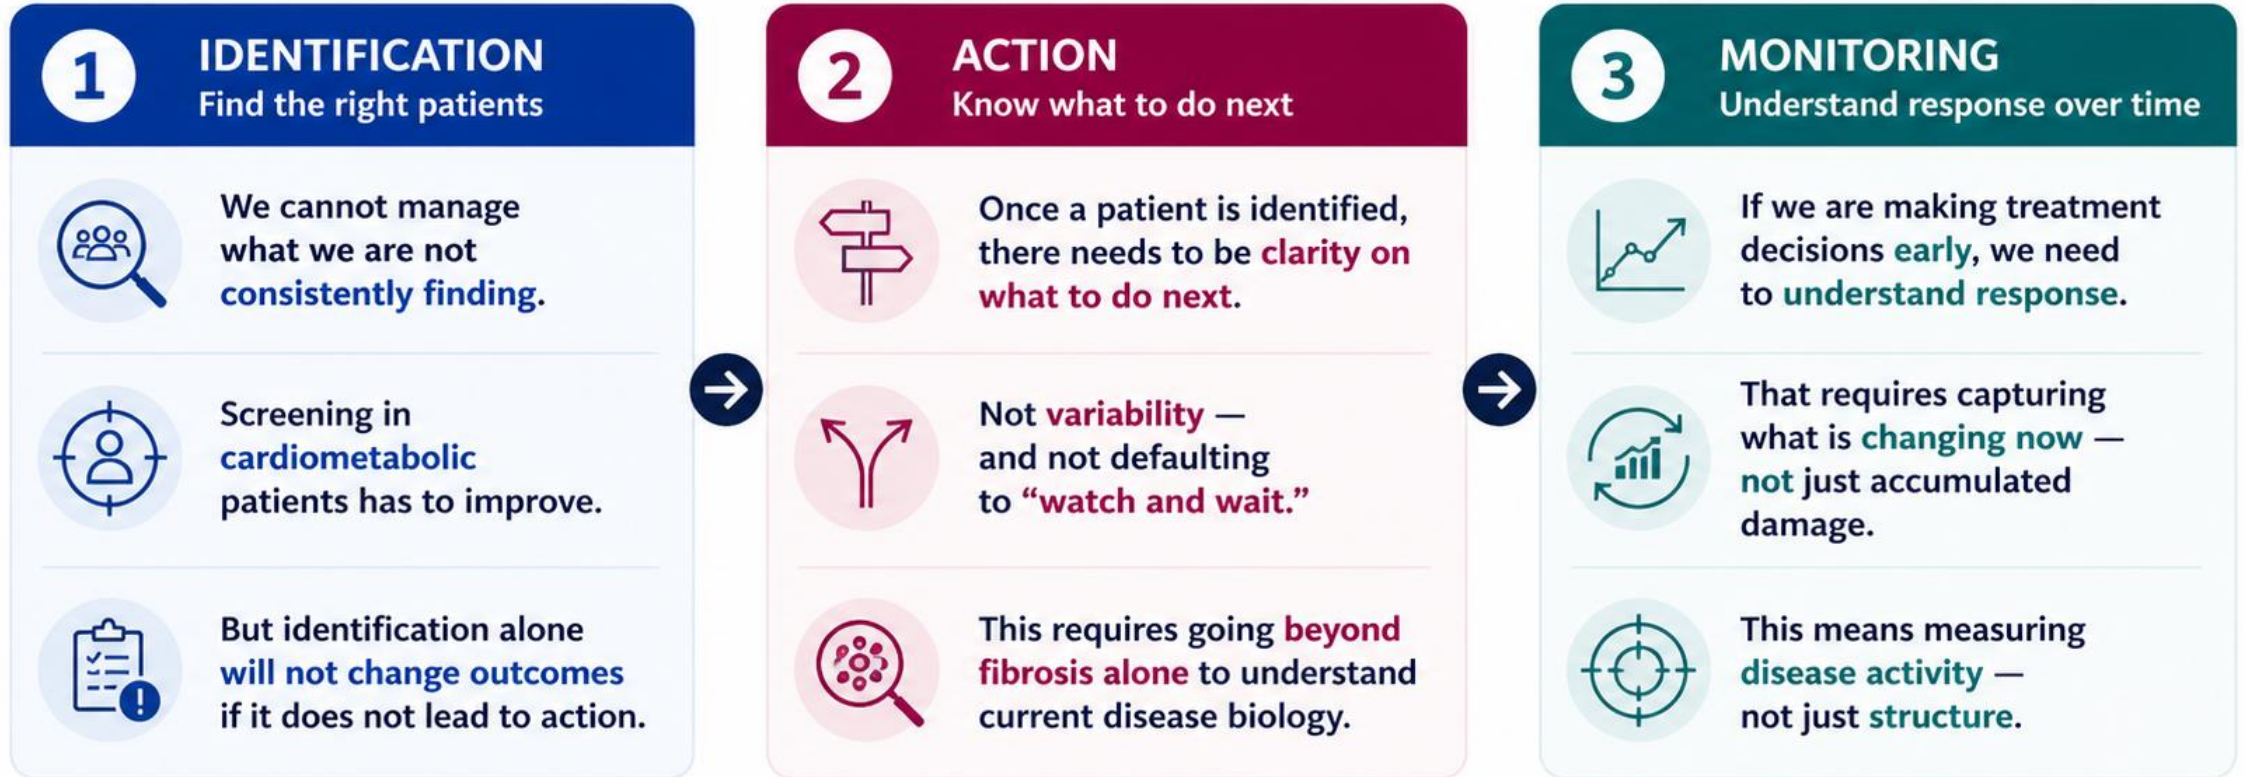 1
IDENTIFICATION
Find the right patients
We cannot manage
what we are not
consistently finding.
Screening in
cardiometabolic
patients has to improve.
But identification alone
will not change outcomes
if it does not lead to action.
2
ACTION
Know what to do next
Once a patient is identified,
there needs to be clarity on
what to do next.
Not variability —
and not defaulting
to “watch and wait.”
This requires going beyond
fibrosis alone to understand
current disease biology.
3
MONITORING
Understand response over time
If we are making treatment
decisions early, we need
to understand response.
That requires capturing
what is changing now —
not just accumulated
damage.
This means measuring
disease activity —
not just structure.